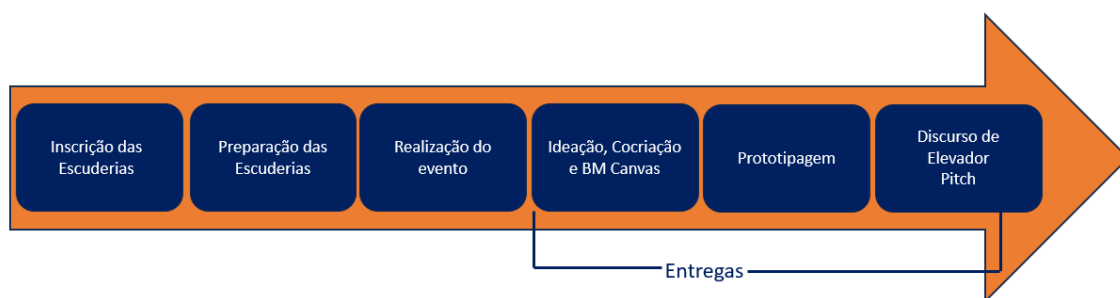 Inscrição das
Escuderias
Preparação das
Escuderias
Realização do
evento
Ideação, Cocriação
e BM Canvas
Prototipagem
Discurso de
Elevador
Pitch
Entregas